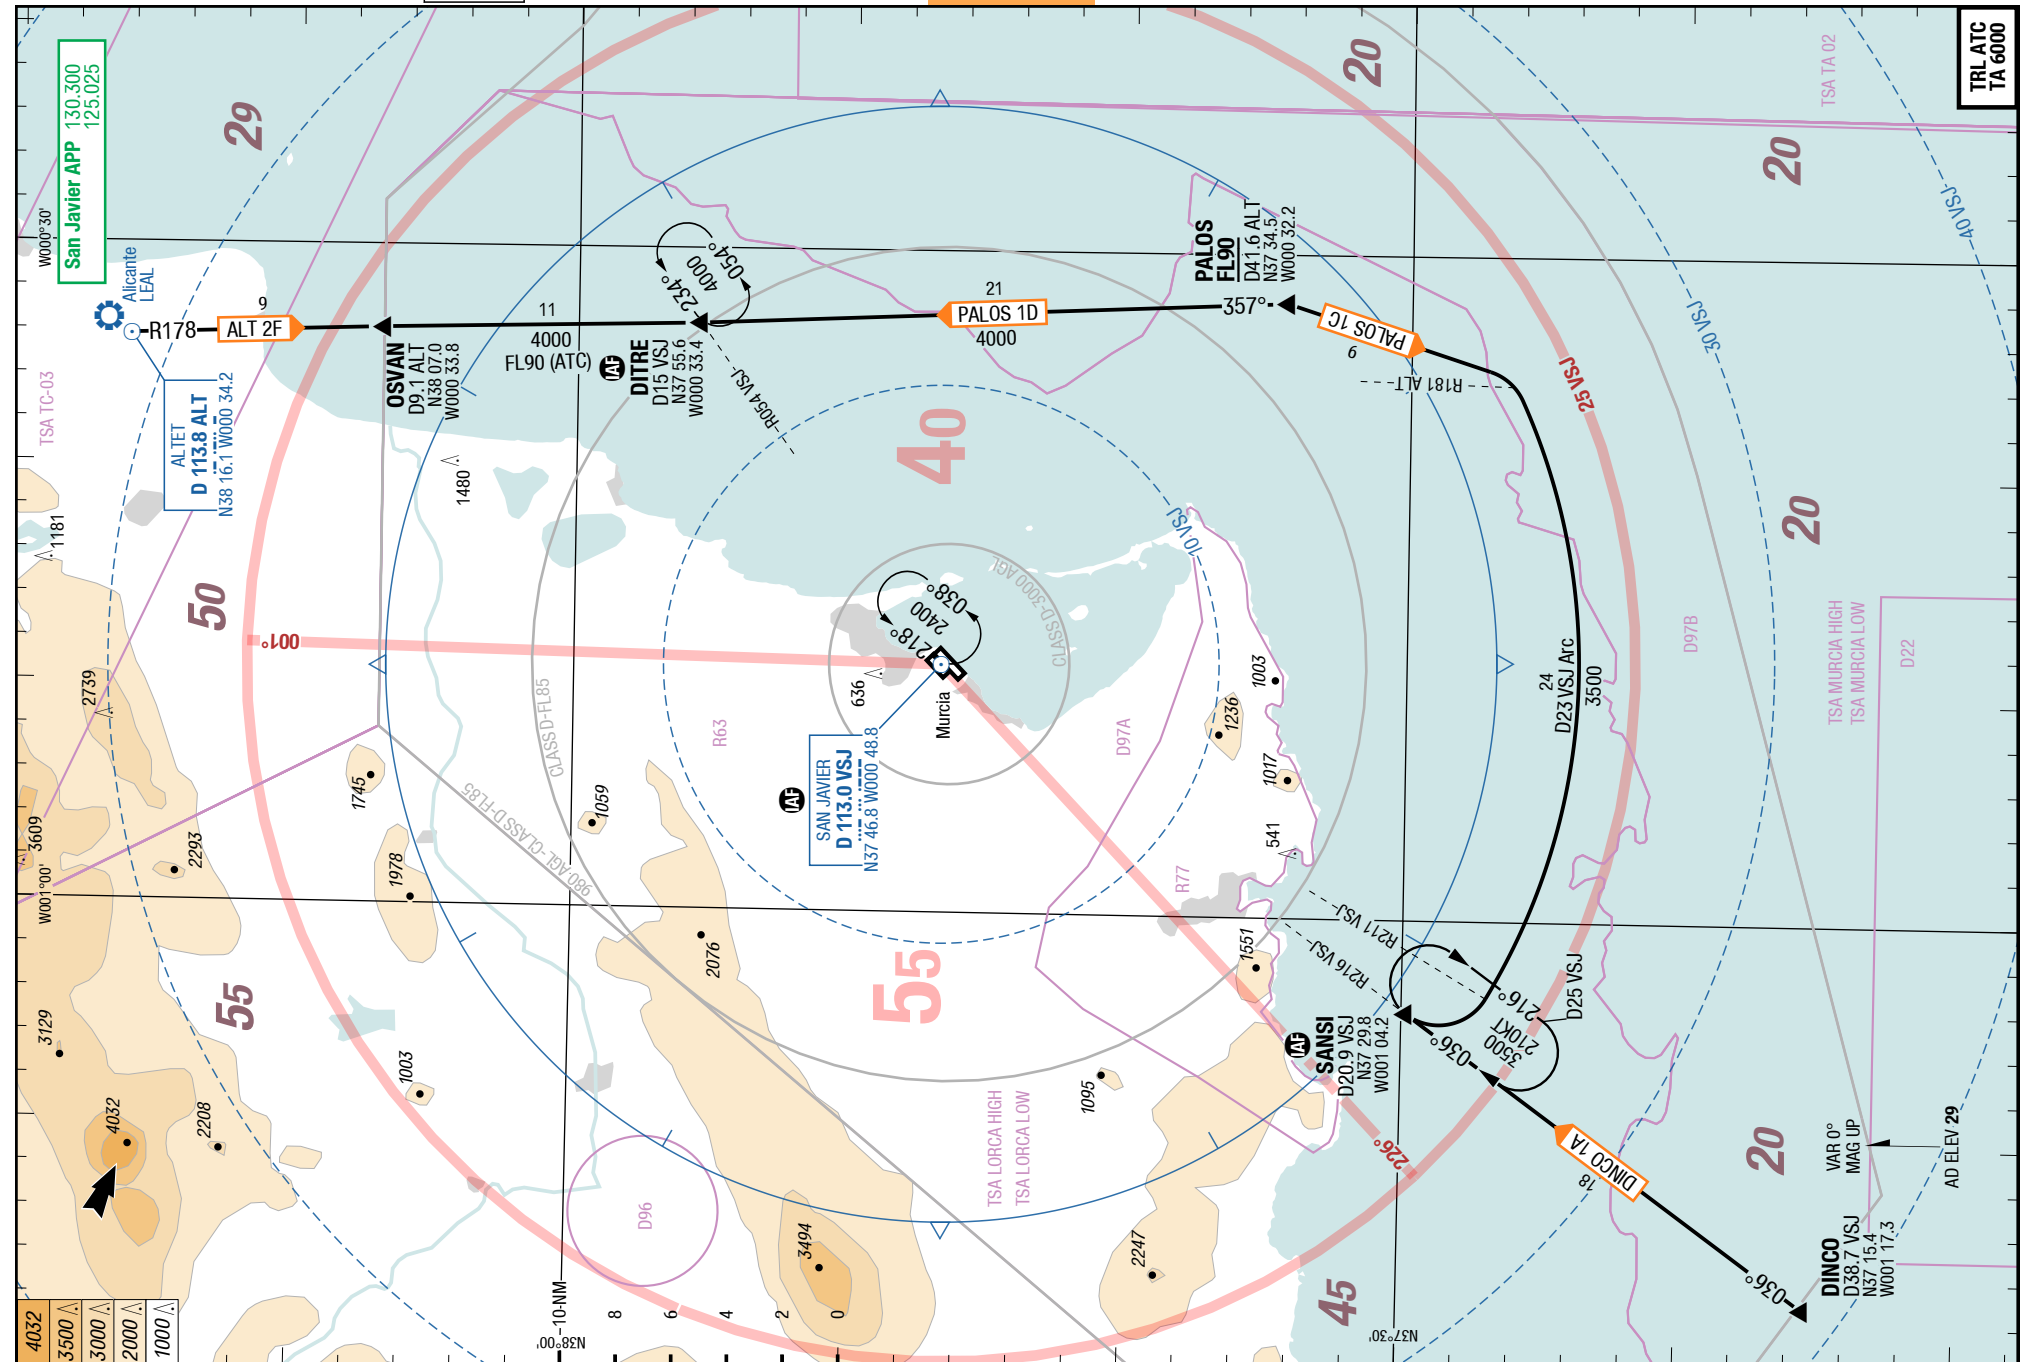 TRL ATC
TA 6000
San Javier APP 130.300
125.025
29
20
20
20
20
50
55
45
40
55
TSA TA 02
TSA TC-03
W000°30'
W001°00'
N38°00'
N37°30'
Alicante
LEAL
R178
9
ALT 2F
ALTET
D 113.8 ALT
N38 16.1 W000 34.2
OSVAN
D9.1 ALT
N38 07.0
W000 33.8
11
4000
FL90 (ATC)
IAF
DITRE
D15 VSJ
N37 55.6
W000 33.4
234°
4000
054°
R054 VSJ
21
PALOS 1D
4000
357°
PALOS
FL90
D41.6 ALT
N37 34.5
W000 32.2
PALOS 1C
9
R181 ALT
25 VSJ
30 VSJ
40 VSJ
10 VSJ
24
D23 VSJ Arc
3500
D97B
TSA MURCIA HIGH
TSA MURCIA LOW
D22
001°
226°
218°
2400
038°
CLASS D-3000 AGL
CLASS D-FL85
980 AGL-CLASS D-FL85
Murcia
IAF
SAN JAVIER
D 113.0 VSJ
N37 46.8 W000 48.8
R63
D97A
R77
D96
TSA LORCA HIGH
TSA LORCA LOW
R211 VSJ
R216 VSJ
IAF
SANSI
D20.9 VSJ
N37 29.8
W001 04.2
036°
3500
210KT
216°
D25 VSJ
DINCO 1A
18
036°
DINCO
D38.7 VSJ
N37 15.4
W001 17.3
VAR 0°
MAG UP
AD ELEV 29
1181
1480
2739
3609
2293
1745
1978
1059
636
1003
1236
1017
541
1551
2076
3129
4032
2208
1003
1095
3494
2247
10 NM
8
6
4
2
0
4032
3500
3000
2000
1000